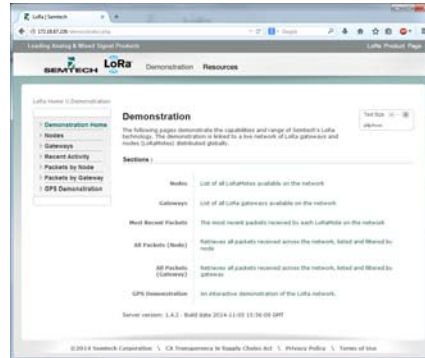 LoRa | Semtech
Leading Analog & Mixed Signal Products
LoRa Product Page
SEMTECH
LoRa
Demonstration
Resources
LoRa Home \\ Demonstration
Demonstration Home
Nodes
Gateways
Recent Activity
Packets by Node
Packets by Gateway
GPS Demonstration
Demonstration
Text Size
The following pages demonstrate the capabilities and range of Semtech's LoRa
technology. The demonstration is linked to a live network of LoRa gateways and
nodes (LoRaMotes) distributed globally.
Sections :
Nodes
List of all LoRaMotes available on the network
Gateways
List of all LoRa gateways available on the network
Most Recent Packets
The most recent packets received by each LoRaMote on the network
All Packets (Node)
Retrieves all packets received across the network, listed and filtered by
node
All Packets
(Gateway)
Retrieves all packets received across the network, listed and filtered by
gateway
GPS Demonstration
An interactive demonstration of the LoRa network.
Server version: 1.4.2 - Build date 2014-11-05 15:36:09 GMT
©2014 Semtech Corporation \ CA Transparency in Supply Chains Act \ Privacy Policy \ Terms of Use